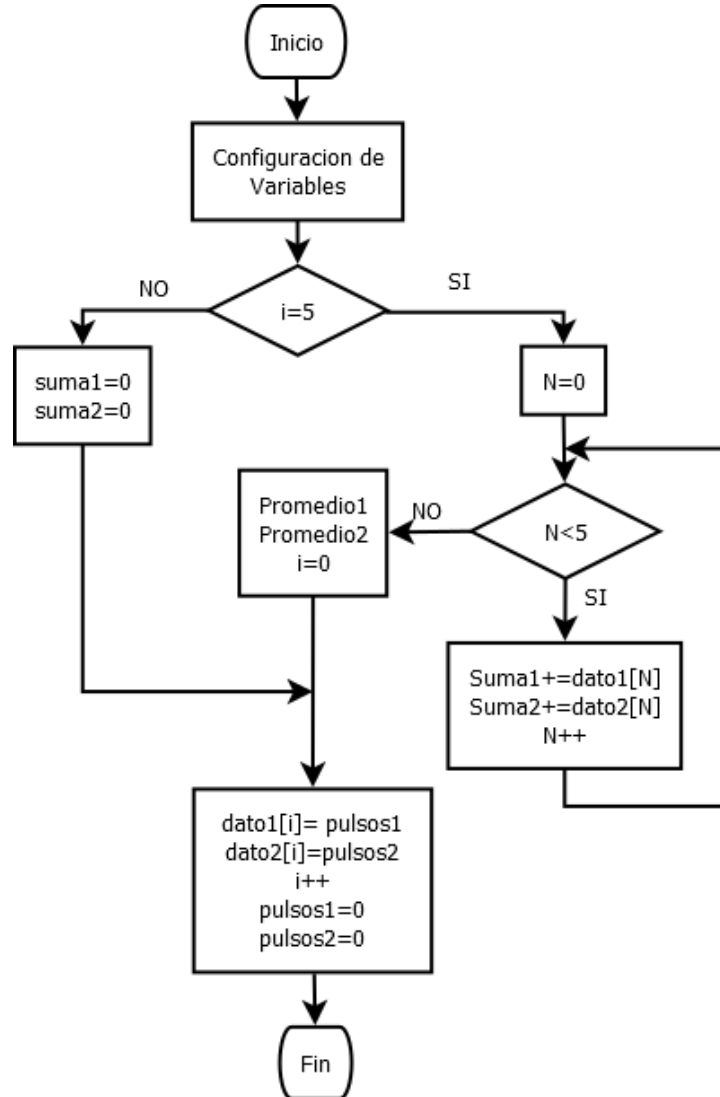 Inicio
Configuracion de
Variables
i=5
NO
SI
suma1=0
suma2=0
N=0
N<5
NO
SI
Promedio1
Promedio2
i=0
Suma1+=dato1[N]
Suma2+=dato2[N]
N++
dato1[i]= pulsos1
dato2[i]=pulsos2
i++
pulsos1=0
pulsos2=0
Fin